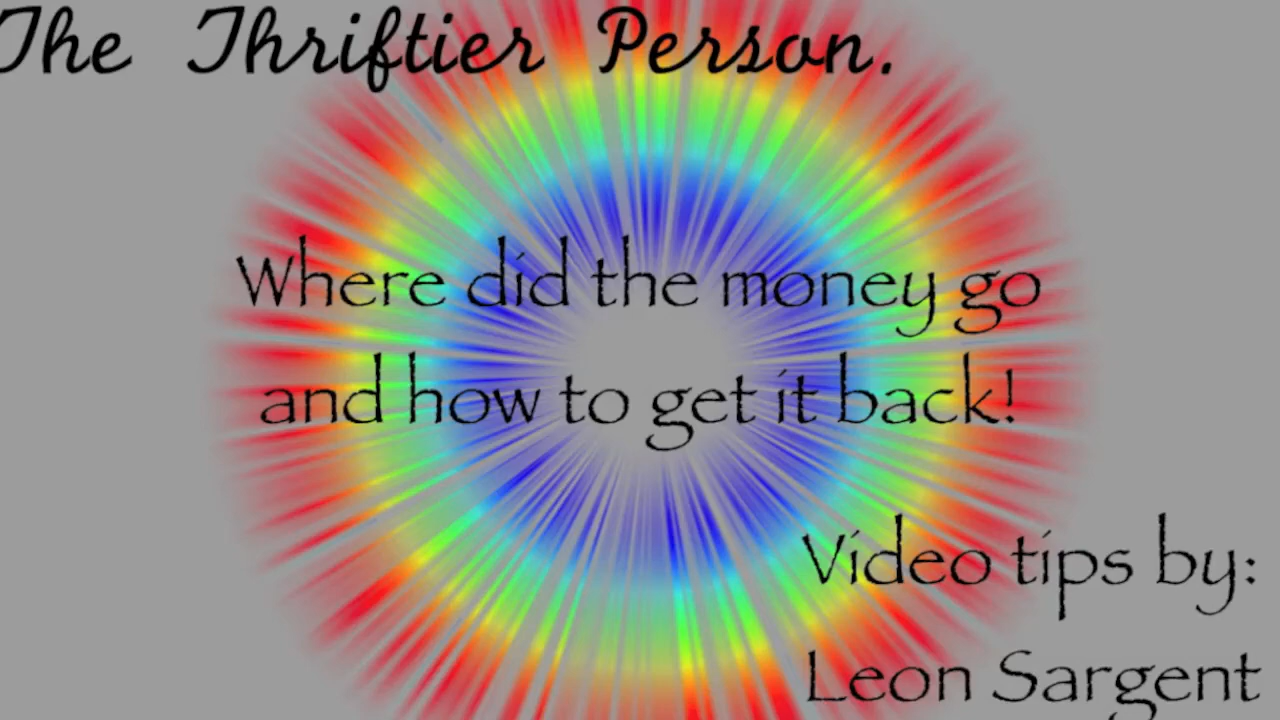 The Thriftier Person.
Where did the money go
and how to get it back!
Video tips by:
Leon Sargent